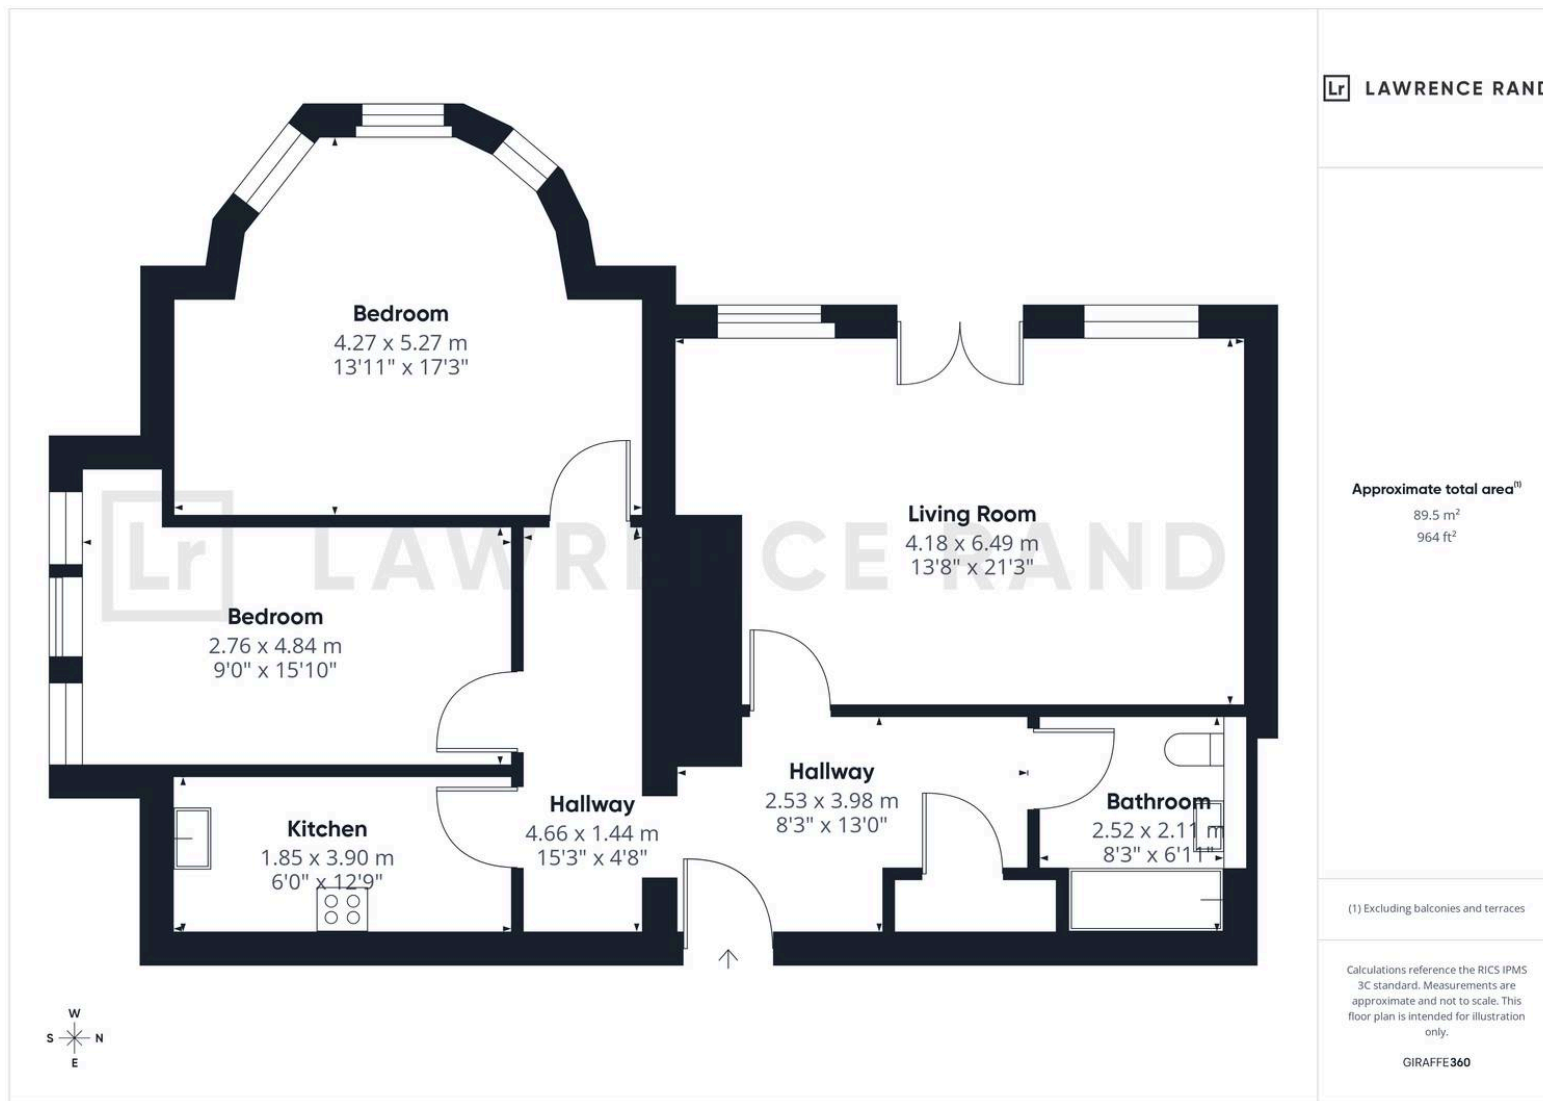 Lr LAWRENCE RAND
Bedroom
4.27 x 5.27 m
13'11" x 17'3"
Living Room
4.18 x 6.49 m
13'8" x 21'3"
Lr LAWRENCE RAND
Bedroom
2.76 x 4.84 m
9'0" x 15'10"
Kitchen
1.85 x 3.90 m
6'0" x 12'9"
Hallway
4.66 x 1.44 m
15'3" x 4'8"
Hallway
2.53 x 3.98 m
8'3" x 13'0"
Bathroom
2.52 x 2.11 m
8'3" x 6'11"
W
S N
E
Approximate total area(1)
89.5 m²
964 ft²
(1) Excluding balconies and terraces
Calculations reference the RICS IPMS
3C standard. Measurements are
approximate and not to scale. This
floor plan is intended for illustration
only.
GIRAFFE360